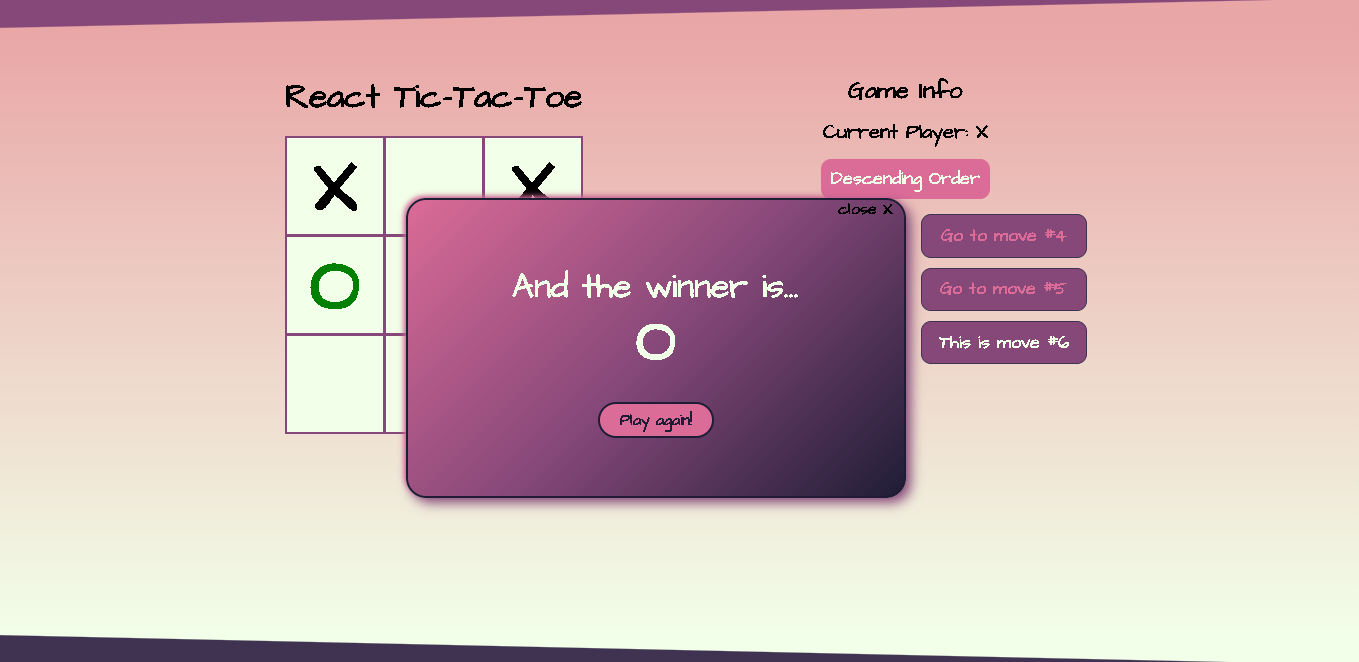 React Tic-Tac-Toe
X
X
O
Game Info
Current Player: X
Descending Order
Go to move #4
Go to move #5
This is move #6
close X
And the winner is...
O
Play again!